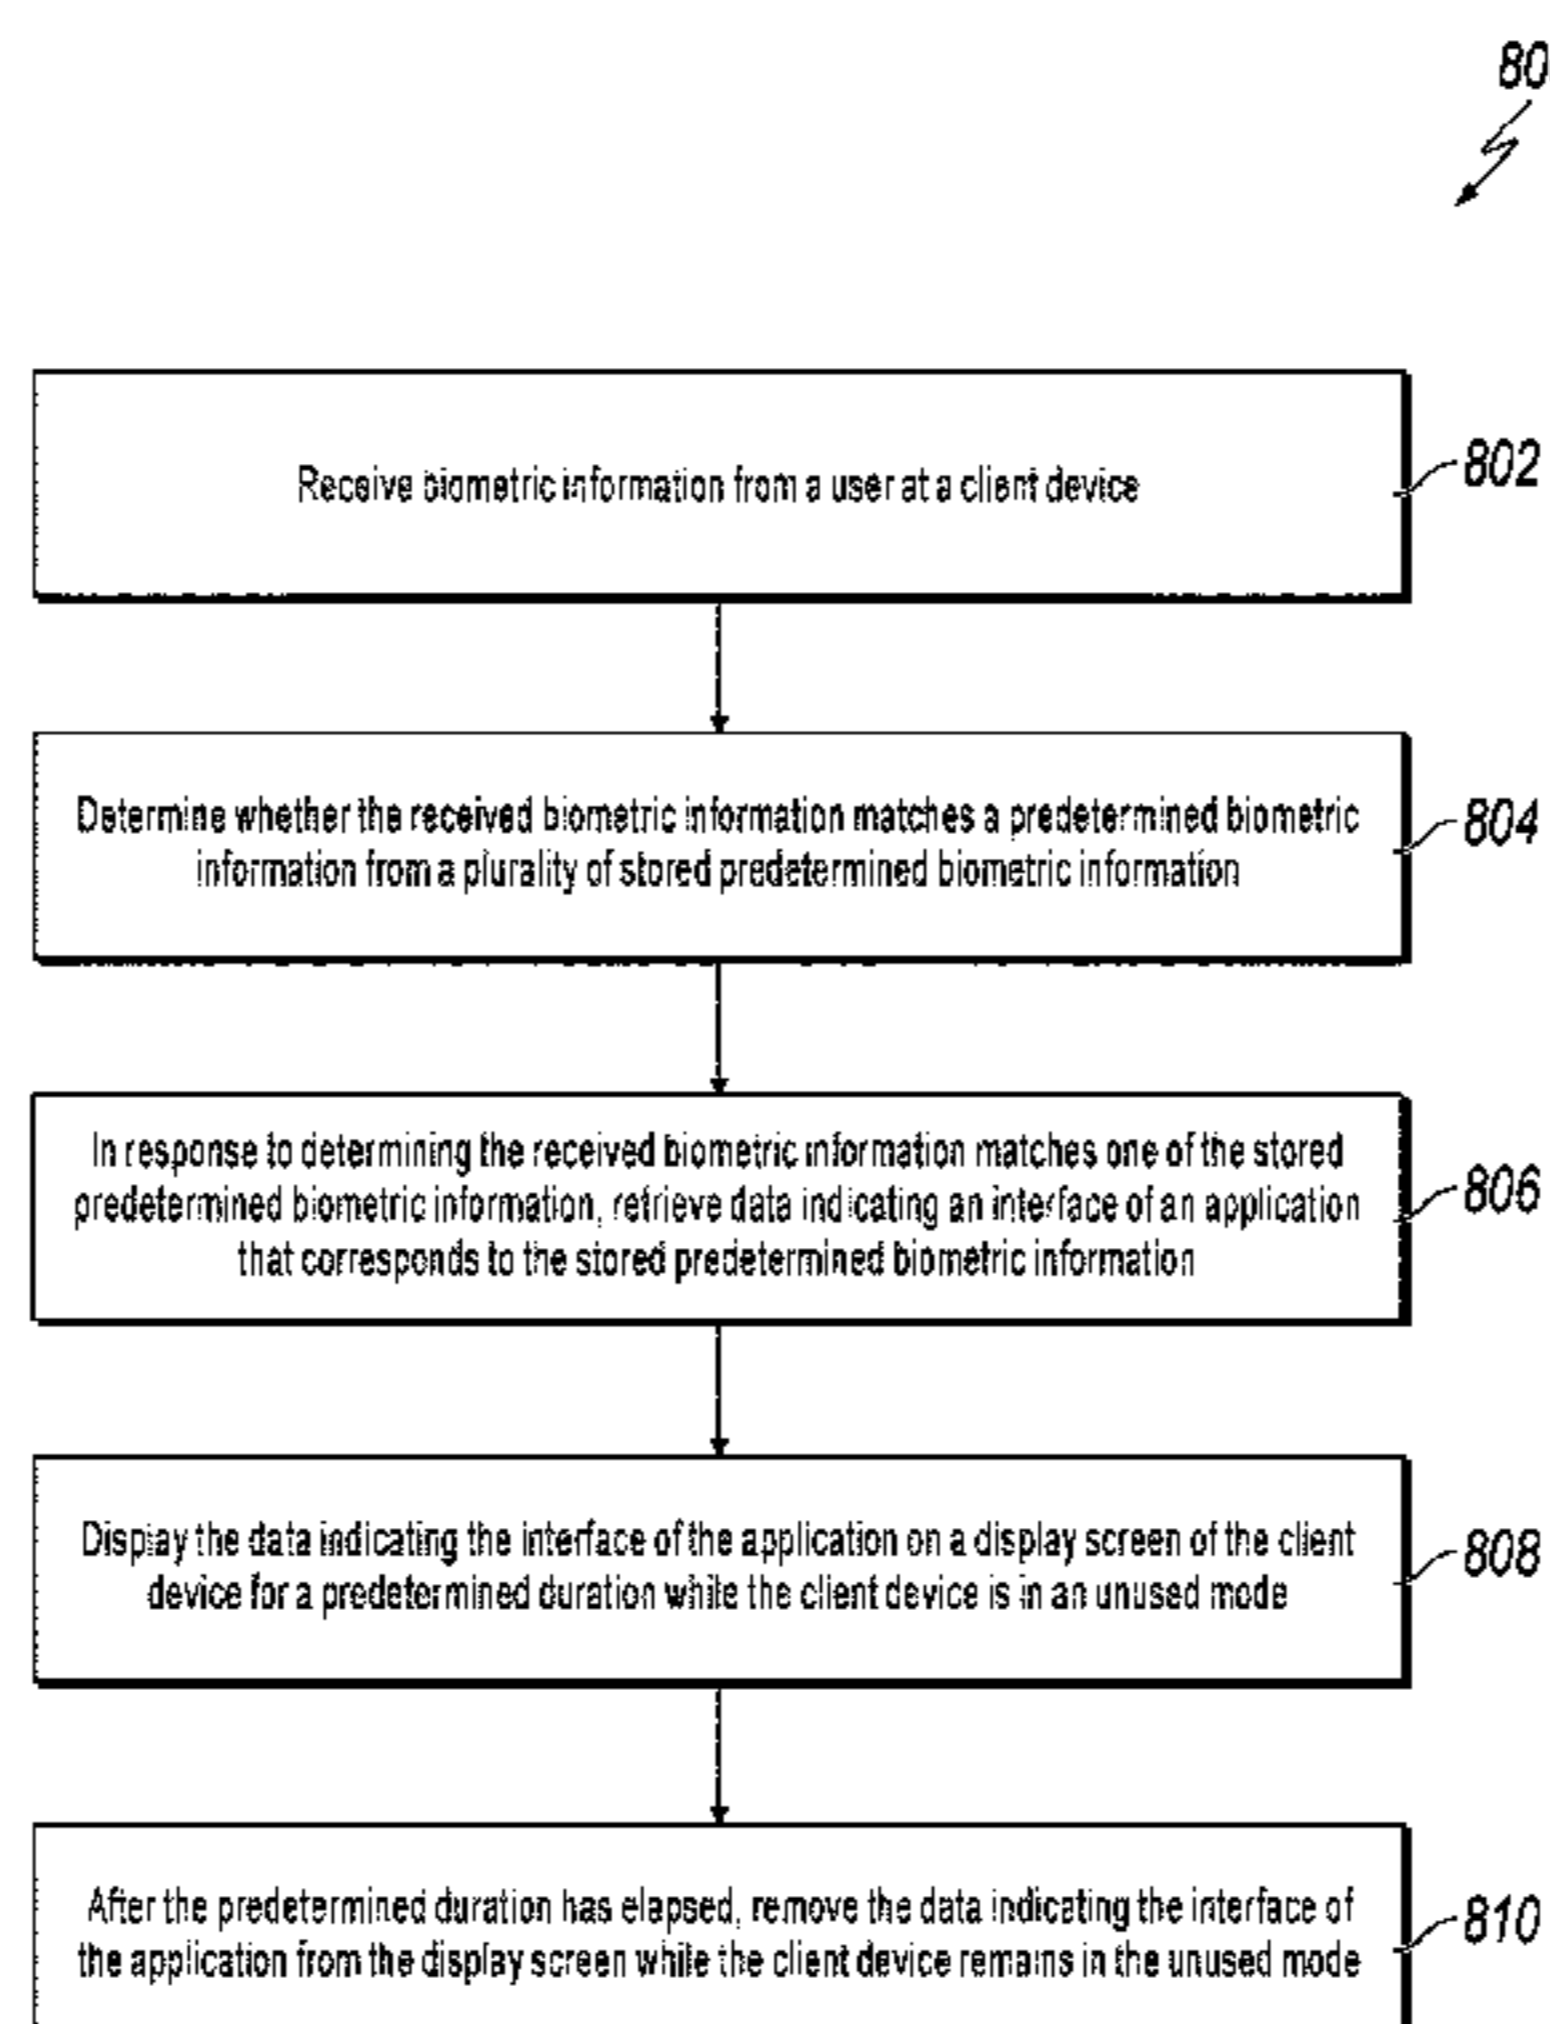 80
Receive biometric information from a user at a client device
802
Determine whether the received biometric information matches a predetermined biometric
information from a plurality of stored predetermined biometric information
804
In response to determining the received biometric information matches one of the stored
predetermined biometric information, retrieve data indicating an interface of an application
that corresponds to the stored predetermined biometric information
806
Display the data indicating the interface of the application on a display screen of the client
device for a predetermined duration while the client device is in an unused mode
808
After the predetermined duration has elapsed, remove the data indicating the interface of
the application from the display screen while the client device remains in the unused mode
810